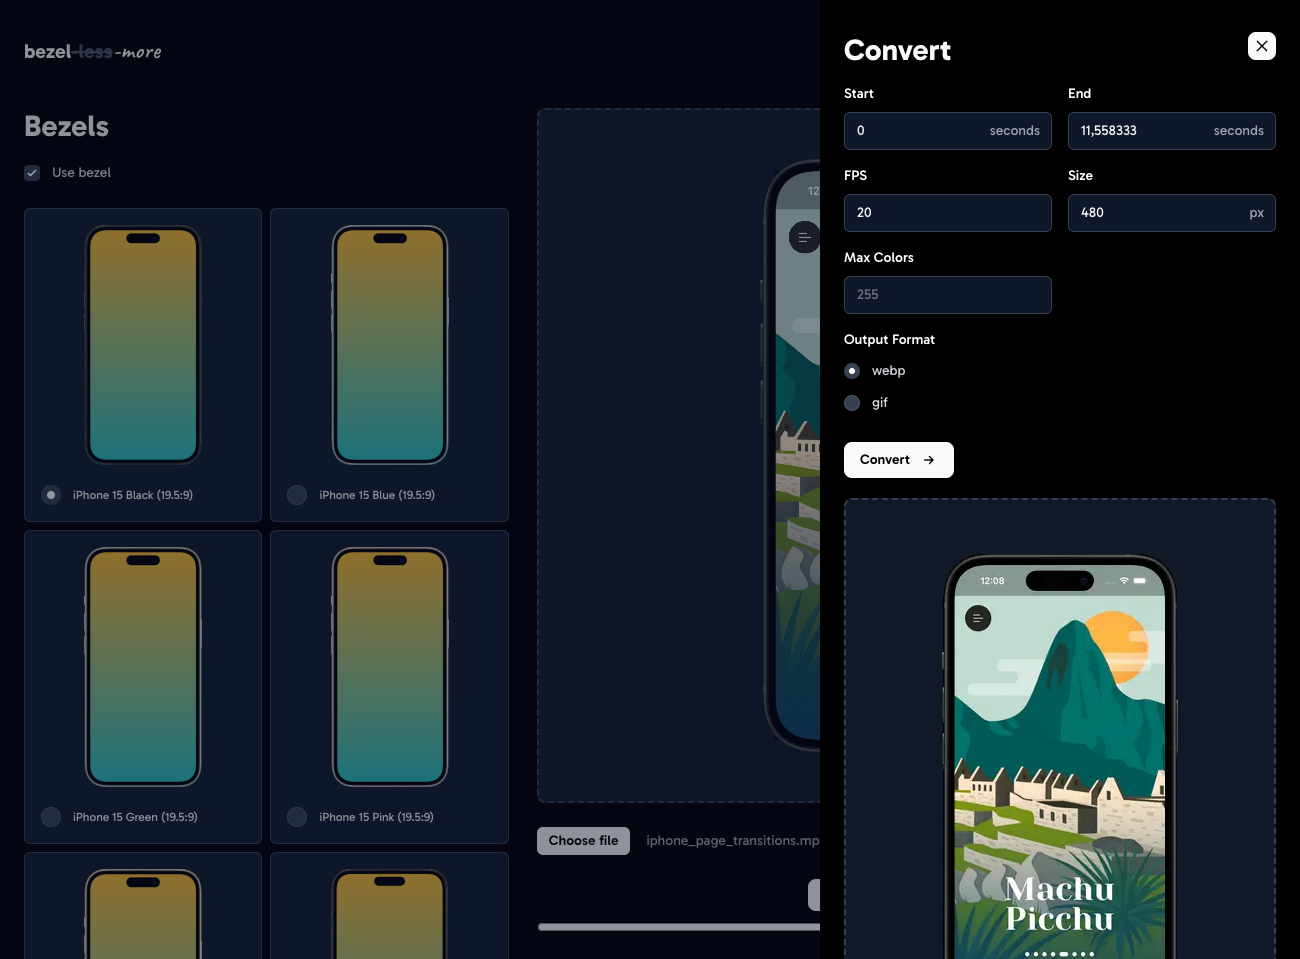 bezel-less-more
Bezels
Use bezel
iPhone 15 Black (19.5:9)
iPhone 15 Blue (19.5:9)
iPhone 15 Green (19.5:9)
iPhone 15 Pink (19.5:9)
12
Choose file
iphone_page_transitions.mp
Convert
Start
End
0
seconds
11,558333
seconds
FPS
Size
20
480
px
Max Colors
255
Output Format
webp
gif
Convert
12:08
Machu
Picchu